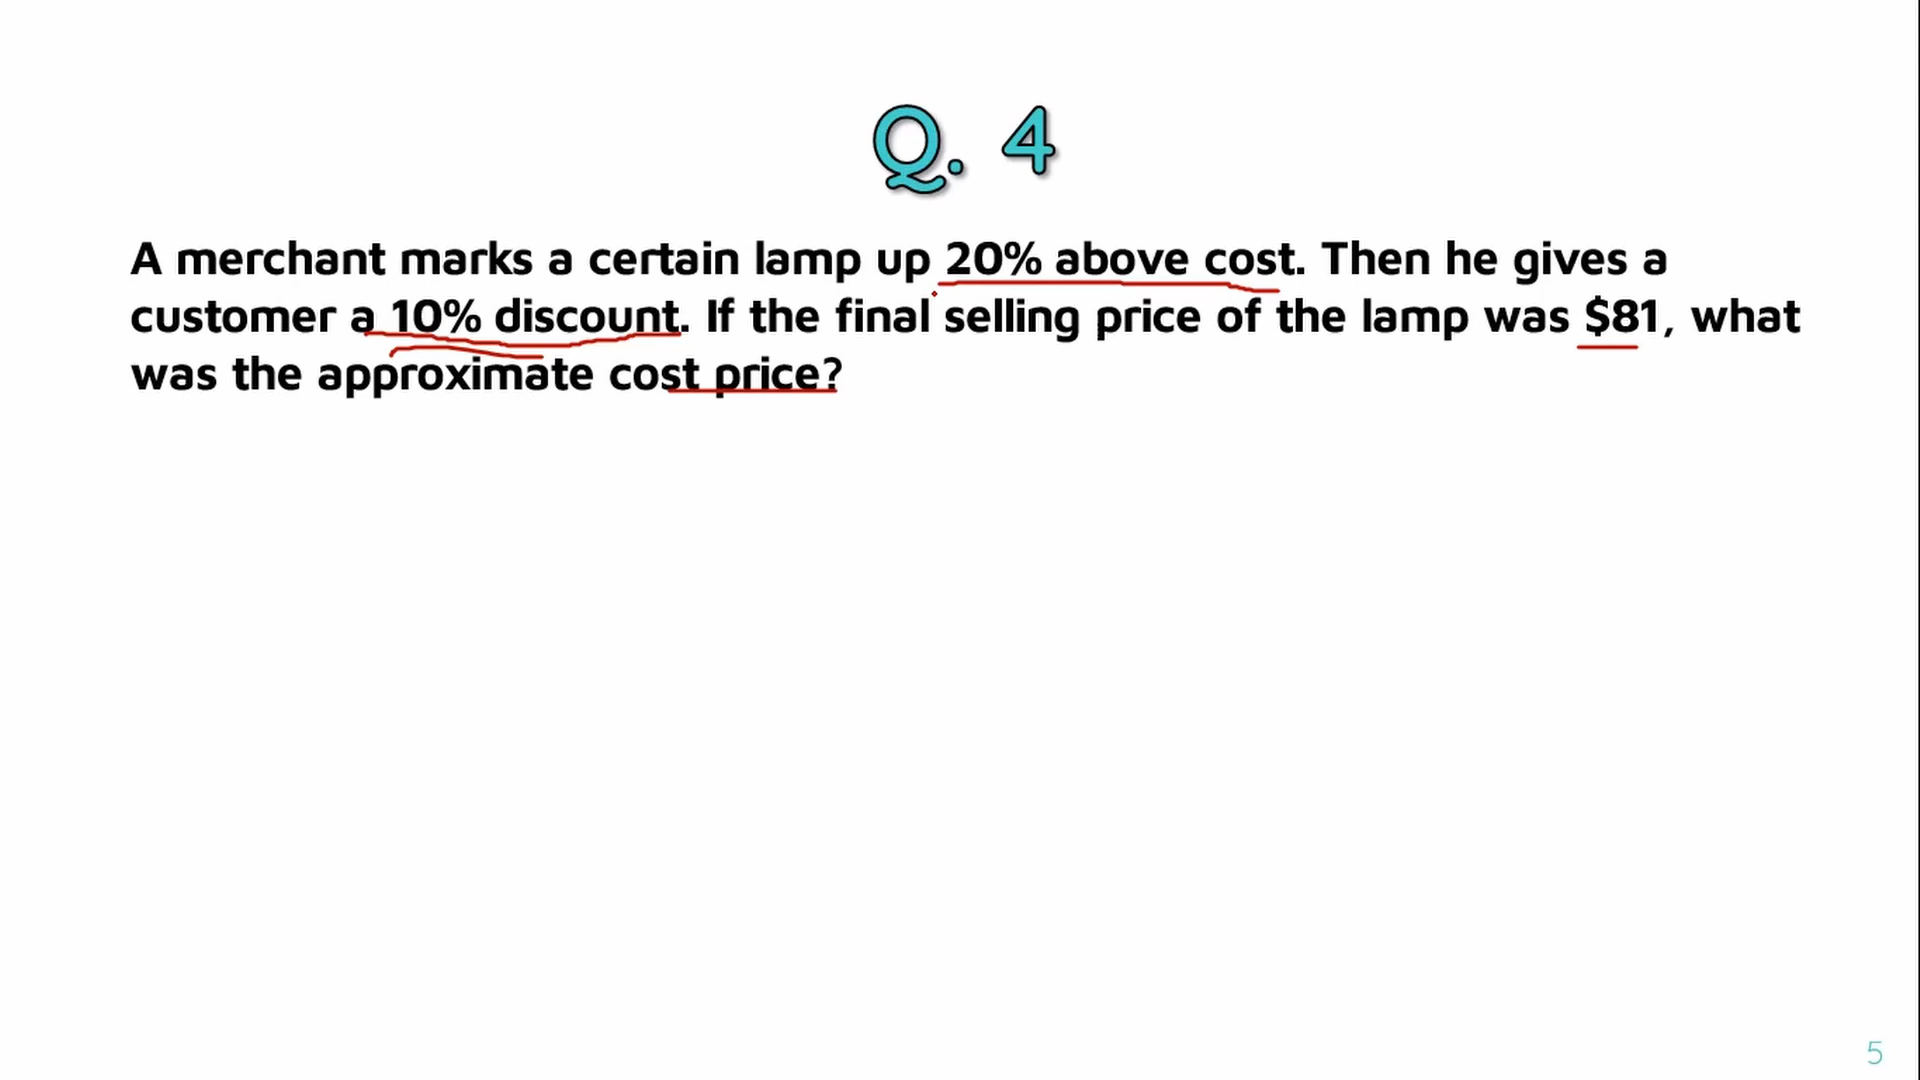 Q. 4
A merchant marks a certain lamp up 20% above cost. Then he gives a
customer a 10% discount. If the final selling price of the lamp was $81, what
was the approximate cost price?
5